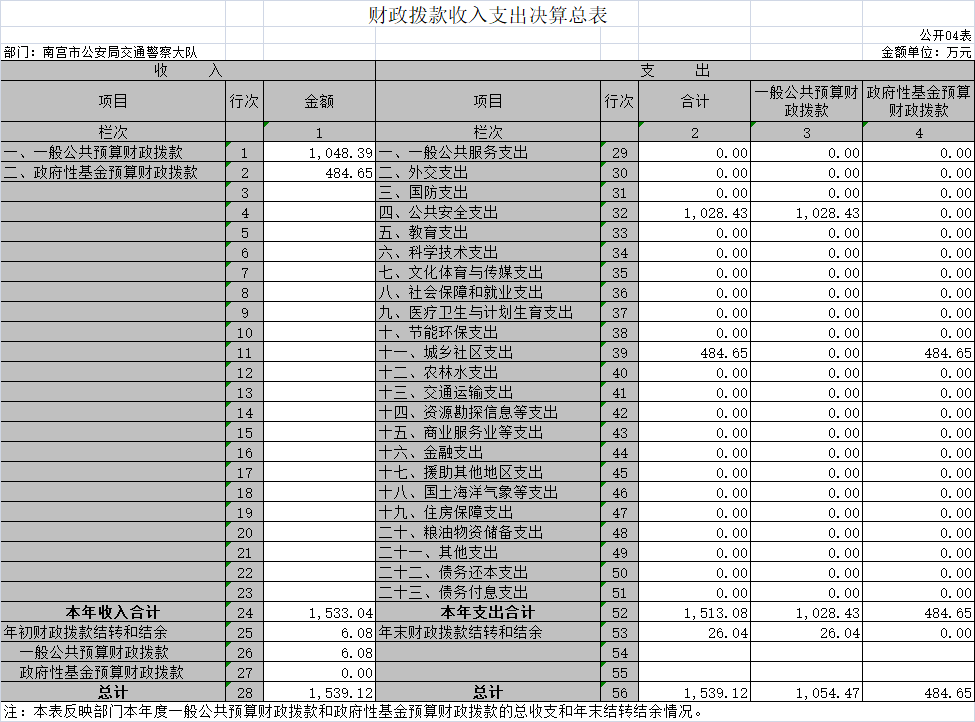 财政拨款收入支出决算总表
公开04表
部门：南宫市公安局交通警察大队 金额单位：万元
收 入 支 出
项目 行次 金额 项目 行次 合计 一般公共预算财政拨款 政府性基金预算财政拨款
栏次 1 栏次 2 3 4
一、一般公共预算财政拨款 1 1,048.39 一、一般公共服务支出 29 0.00 0.00 0.00
二、政府性基金预算财政拨款 2 484.65 二、外交支出 30 0.00 0.00 0.00
3 三、国防支出 31 0.00 0.00 0.00
4 四、公共安全支出 32 1,028.43 1,028.43 0.00
5 五、教育支出 33 0.00 0.00 0.00
6 六、科学技术支出 34 0.00 0.00 0.00
7 七、文化体育与传媒支出 35 0.00 0.00 0.00
8 八、社会保障和就业支出 36 0.00 0.00 0.00
9 九、医疗卫生与计划生育支出 37 0.00 0.00 0.00
10 十、节能环保支出 38 0.00 0.00 0.00
11 十一、城乡社区支出 39 484.65 0.00 484.65
12 十二、农林水支出 40 0.00 0.00 0.00
13 十三、交通运输支出 41 0.00 0.00 0.00
14 十四、资源勘探信息等支出 42 0.00 0.00 0.00
15 十五、商业服务业等支出 43 0.00 0.00 0.00
16 十六、金融支出 44 0.00 0.00 0.00
17 十七、援助其他地区支出 45 0.00 0.00 0.00
18 十八、国土海洋气象等支出 46 0.00 0.00 0.00
19 十九、住房保障支出 47 0.00 0.00 0.00
20 二十、粮油物资储备支出 48 0.00 0.00 0.00
21 二十一、其他支出 49 0.00 0.00 0.00
22 二十二、债务还本支出 50 0.00 0.00 0.00
23 二十三、债务付息支出 51 0.00 0.00 0.00
本年收入合计 24 1,533.04 本年支出合计 52 1,513.08 1,028.43 484.65
年初财政拨款结转和结余 25 6.08 年末财政拨款结转和结余 53 26.04 26.04 0.00
一般公共预算财政拨款 26 6.08 54
政府性基金预算财政拨款 27 0.00 55
总计 28 1,539.12 总计 56 1,539.12 1,054.47 484.65
注：本表反映部门本年度一般公共预算财政拨款和政府性基金预算财政拨款的总收支和年末结转结余情况。